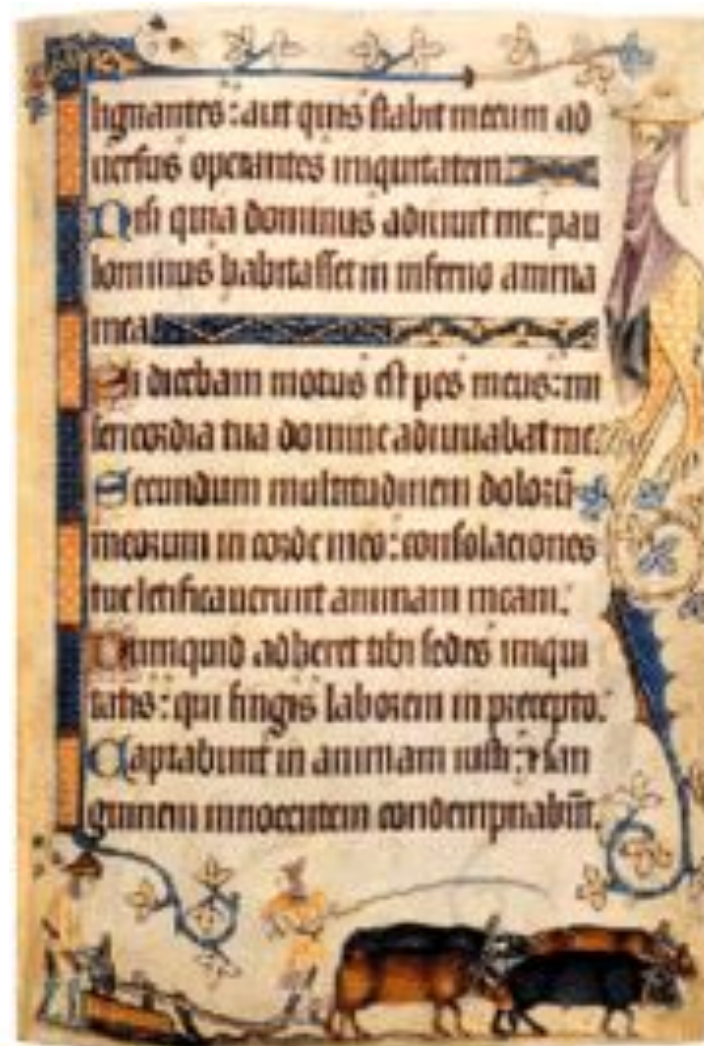 lignantes: aut quis stabit mecum ad
uersus operantes iniquitatem.
Nisi quia dominus adiuuit me: pau
lominus habitasset in inferno anima
mea.
Si dicebam motus est pes meus: mi
sericordia tua domine adiuuabat me.
Secundum multitudinem dolorū
meorum in corde meo: consolaciones
tue letificauerunt animam meam.
Numquid adheret tibi sedes iniqui
tatis: qui fingis laborem in precepto.
Captabunt in animam iusti: ⁊ san
guinem innocentem condempnabūt.